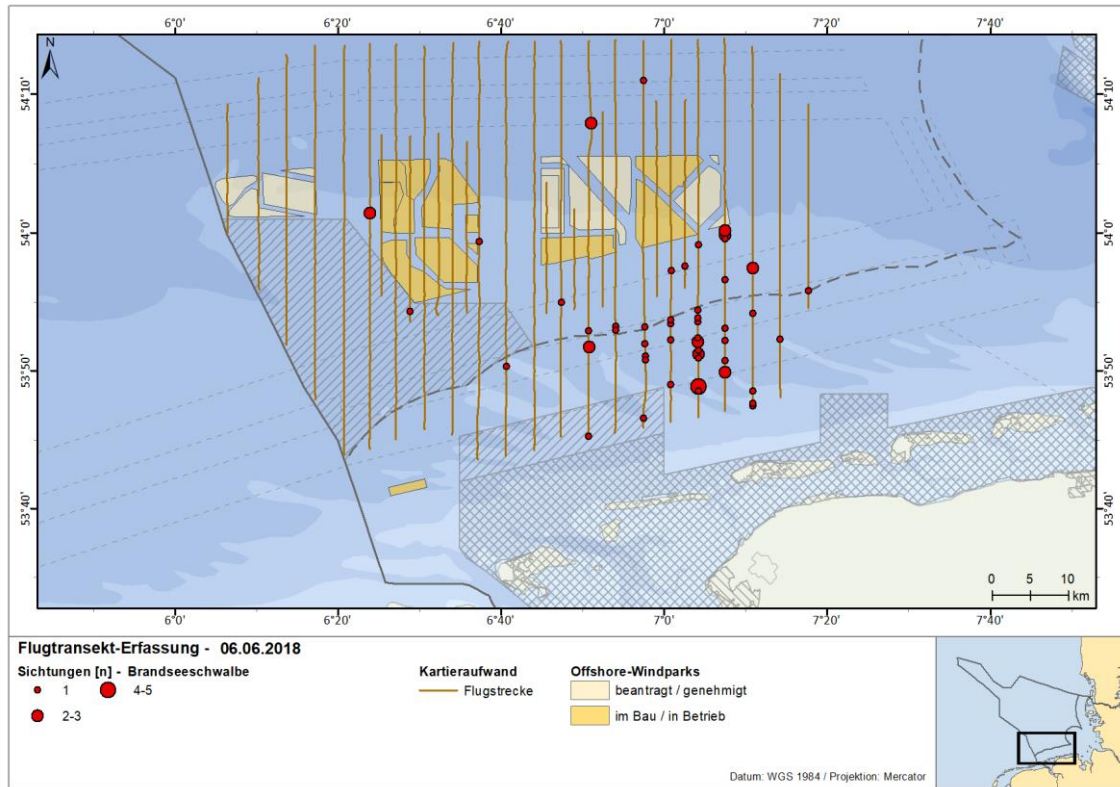 6°0' 6°20' 6°40' 7°0' 7°20' 7°40'
N
54°10' 54°10'
54°0' 54°0'
53°50' 53°50'
53°40' 53°40'
0 5 10
km
6°0' 6°20' 6°40' 7°0' 7°20' 7°40'
Flugtransekt-Erfassung - 06.06.2018
Sichtungen [n] - Brandseeschwalbe
1
4-5
2-3
Kartieraufwand
Flugstrecke
Offshore-Windparks
beantragt / genehmigt
im Bau / in Betrieb
Datum: WGS 1984 / Projektion: Mercator